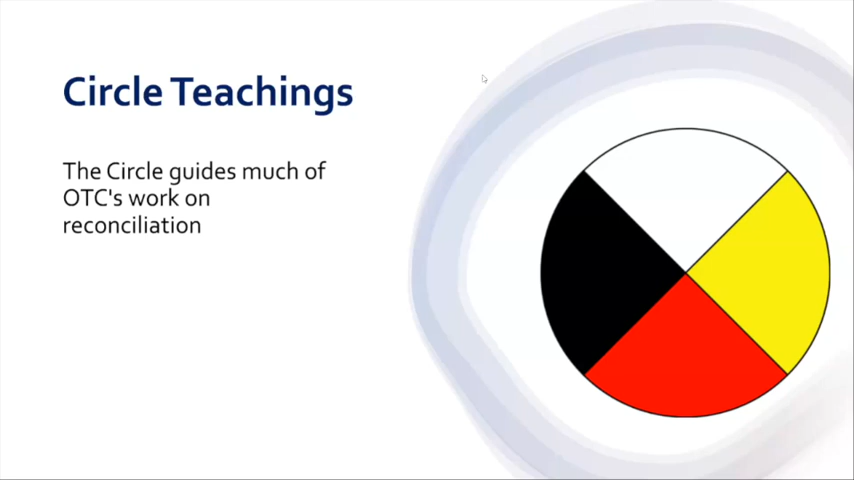 Circle Teachings
The Circle guides much of
OTC's work on
reconciliation